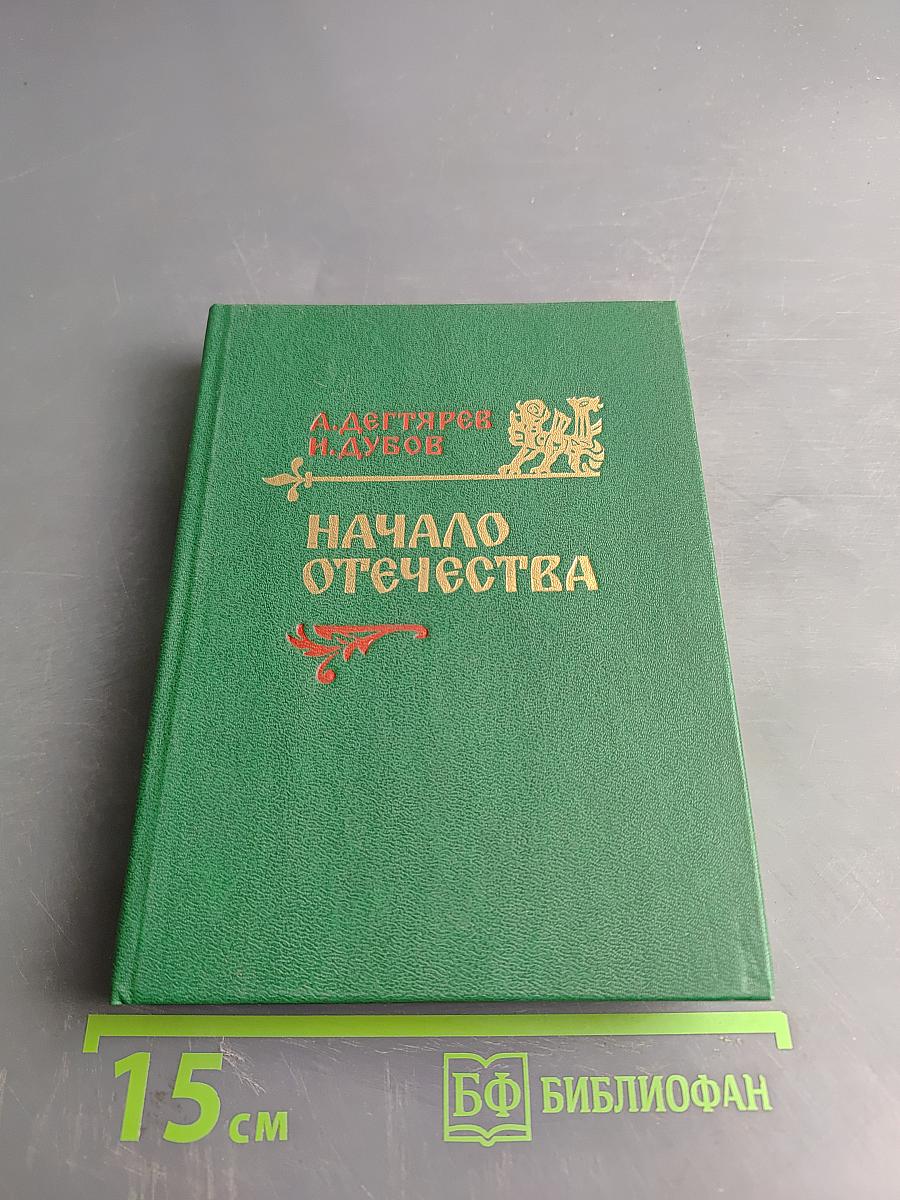 А.ДЕГТЯРЕВ
И.ДУБОВ
НАЧАЛО
ОТЕЧЕСТВА
15 СМ
БФ БИБЛИОФАН